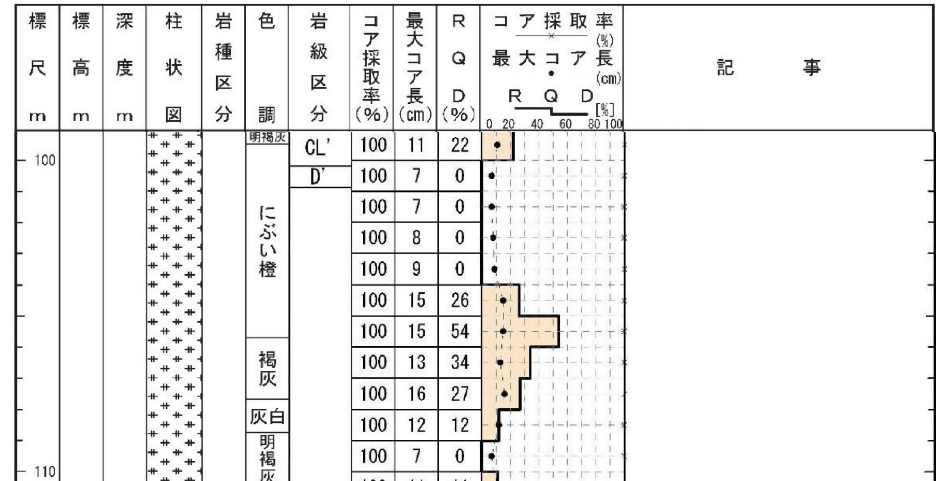 標尺m 標高m 深度m 柱状図 岩種区分 色調 岩級区分 コア採取率(%) 最大コア長(cm) RQD(%) コア採取率(%) 最大コア長(cm) RQD[%] 記事
0 20 40 60 80 100
明褐灰 CL' 100 11 22
100 D' 100 7 0
にぶい橙 100 7 0
100 8 0
100 9 0
100 15 26
100 15 54
褐灰 100 13 34
100 16 27
灰白 100 12 12
明褐灰 100 7 0
110